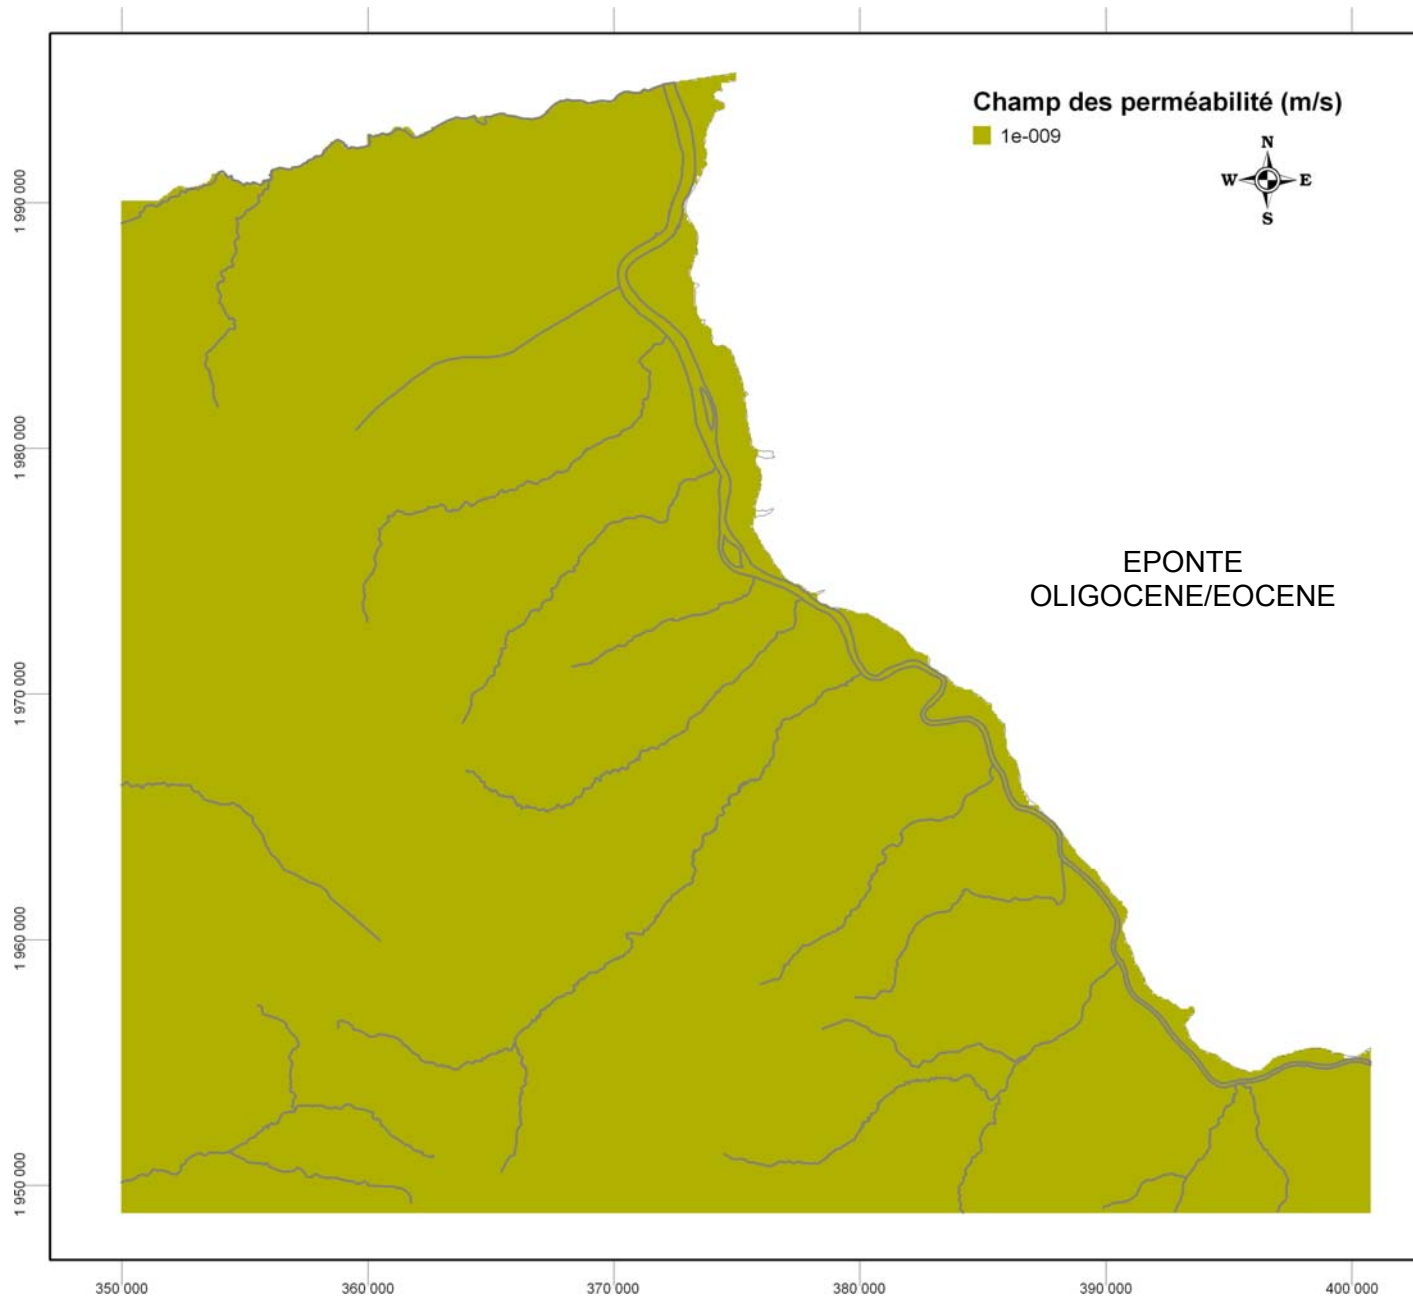 Champ des perméabilité (m/s)
1e-009
N
W E
S
1 990 000
1 980 000
EPONTE
OLIGOCENE/EOCENE
1 970 000
1 960 000
1 950 000
350 000 360 000 370 000 380 000 390 000 400 000